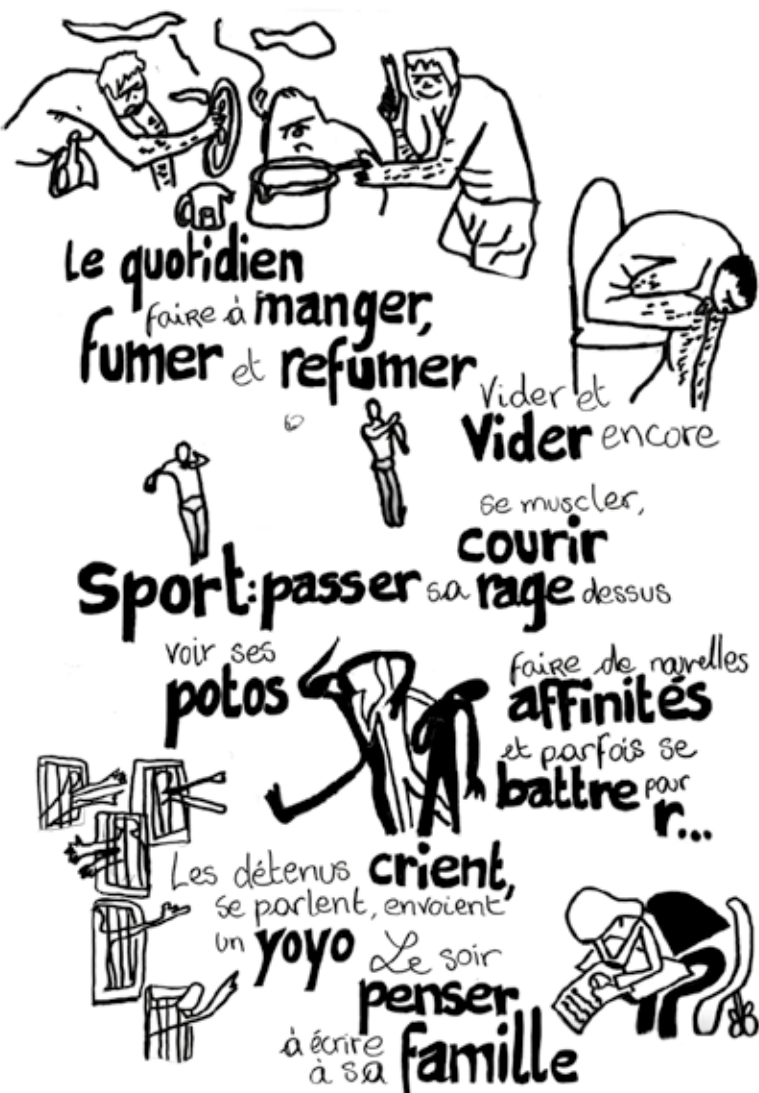 Le quotidien
faire à manger,
fumer et refumer
Vider et
Vider encore
se muscler,
courir
Sport: passer sa rage dessus
voir ses
potos
faire de nouvelles
affinités
et parfois se
battre pour
r...
Les détenus crient,
se parlent, envoient
un yoyo
Le soir
penser
à écrire
à sa famille